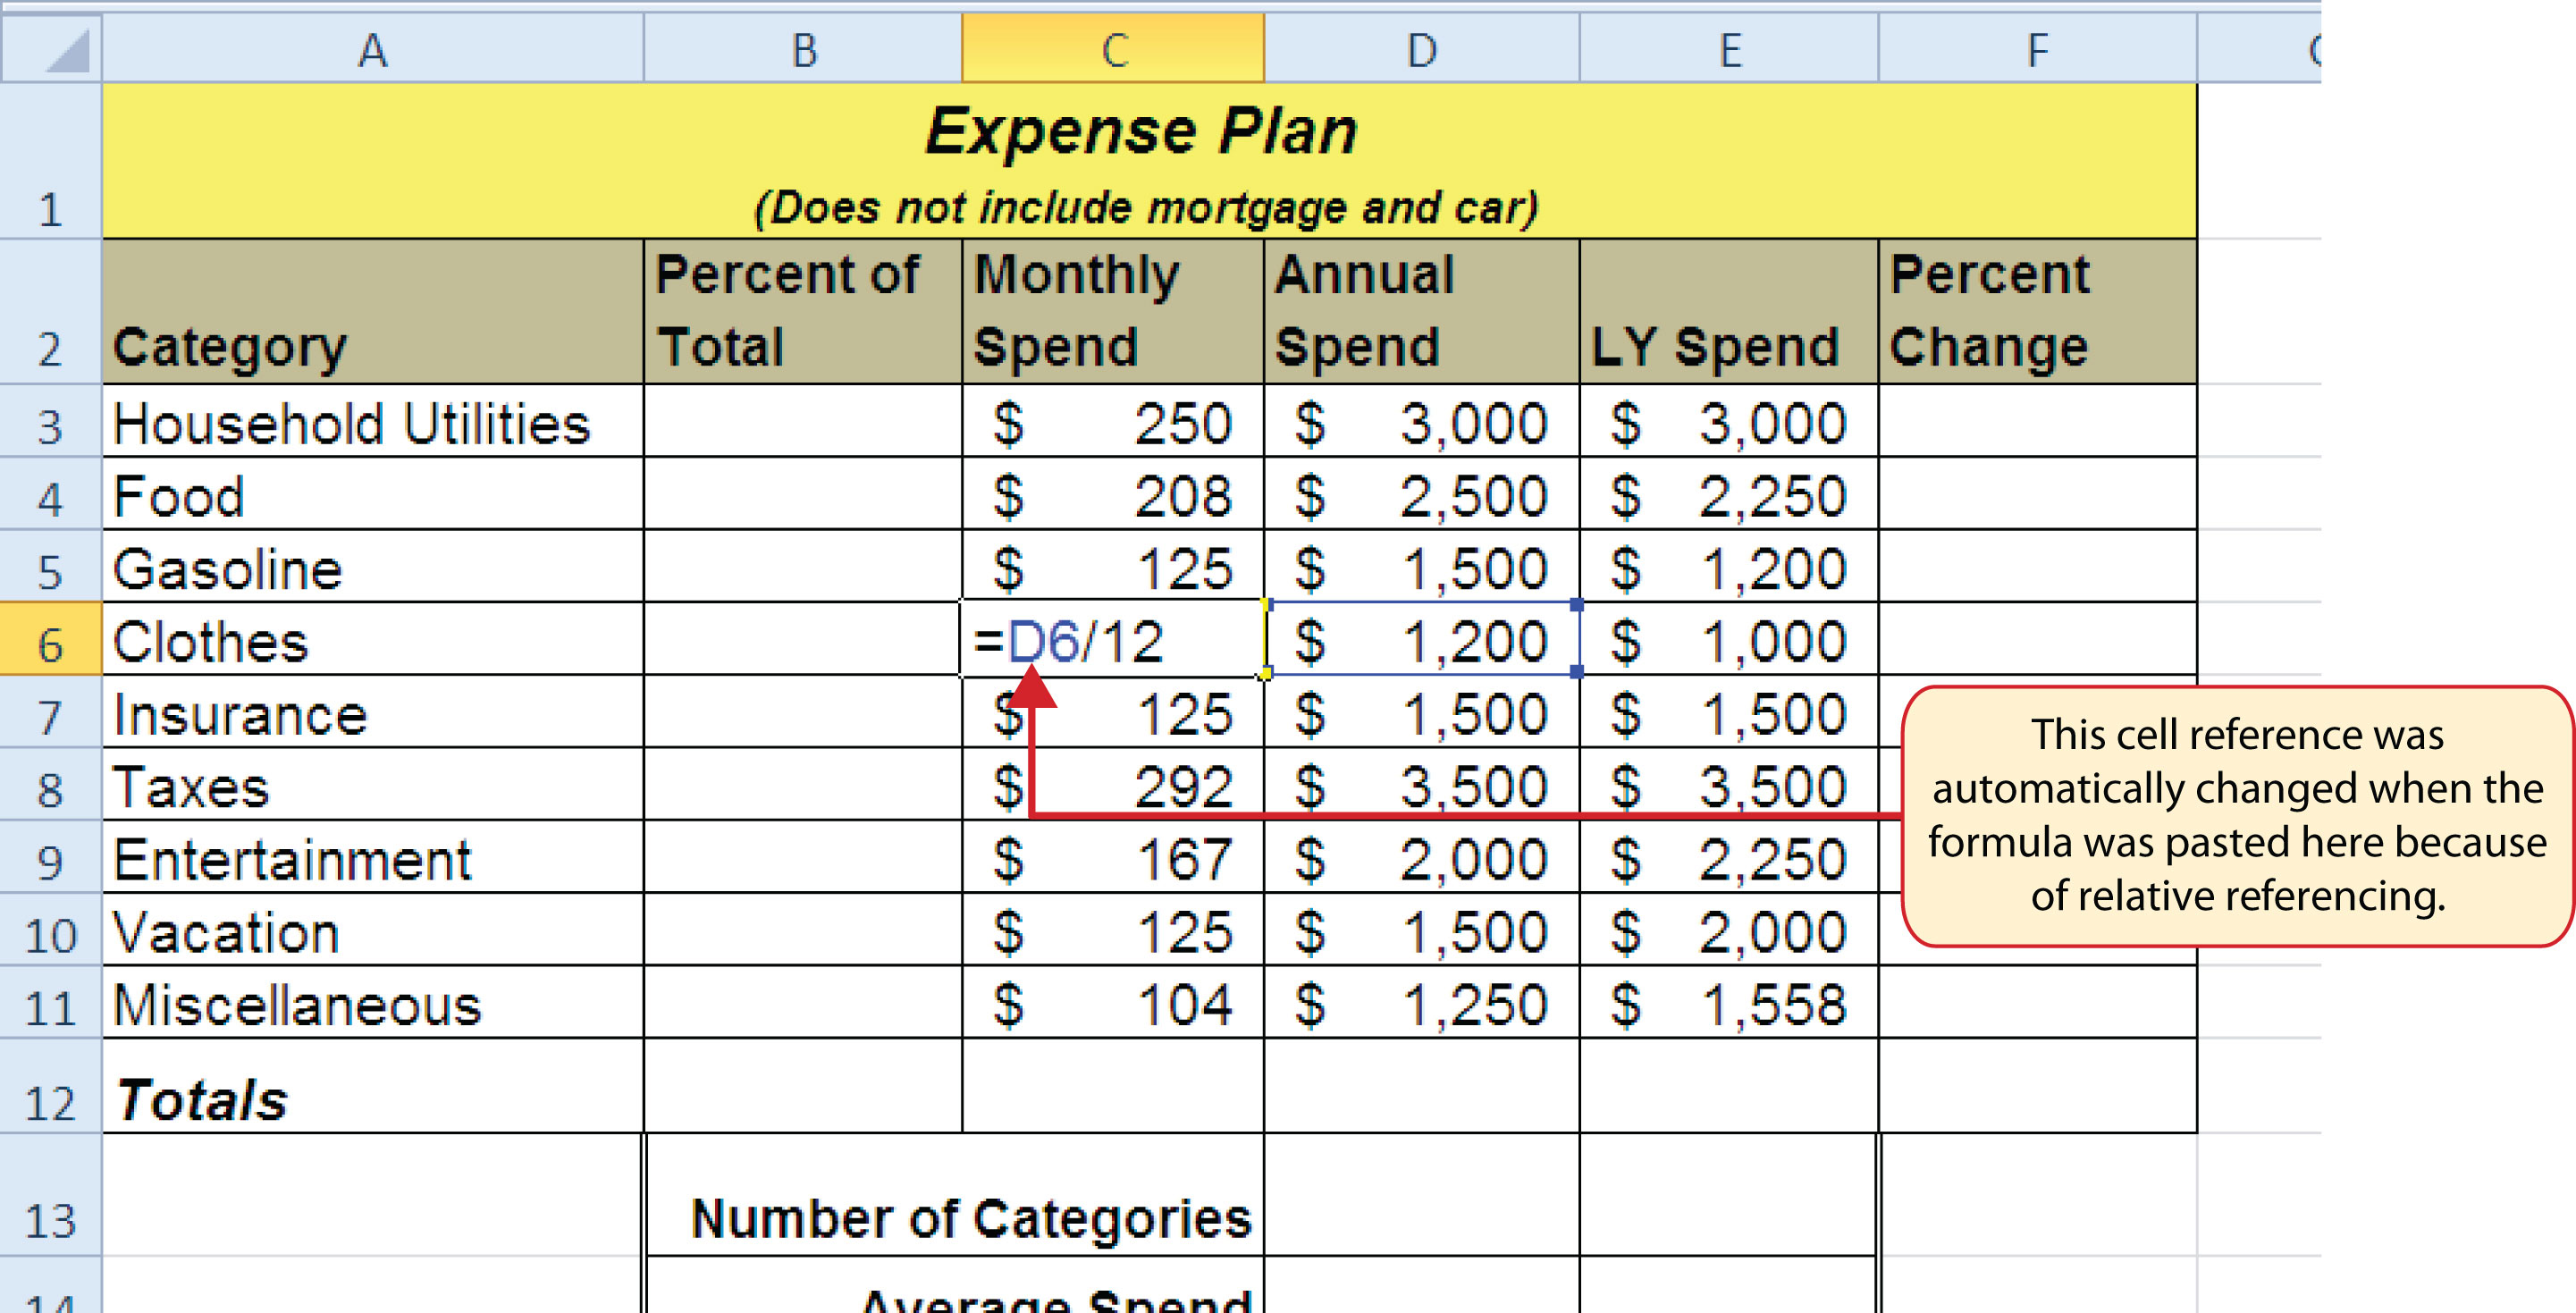 A B C D E F
Expense Plan
1 (Does not include mortgage and car)
Percent of Monthly Annual Percent
2 Category Total Spend Spend LY Spend Change
3 Household Utilities $ 250 $ 3,000 $ 3,000
4 Food $ 208 $ 2,500 $ 2,250
5 Gasoline $ 125 $ 1,500 $ 1,200
6 Clothes =D6/12 $ 1,200 $ 1,000
7 Insurance $ 125 $ 1,500 $ 1,500
8 Taxes $ 292 $ 3,500 $ 3,500
9 Entertainment $ 167 $ 2,000 $ 2,250
10 Vacation $ 125 $ 1,500 $ 2,000
11 Miscellaneous $ 104 $ 1,250 $ 1,558
12 Totals
13 Number of Categories
14 Average Spend
This cell reference was
automatically changed when the
formula was pasted here because
of relative referencing.